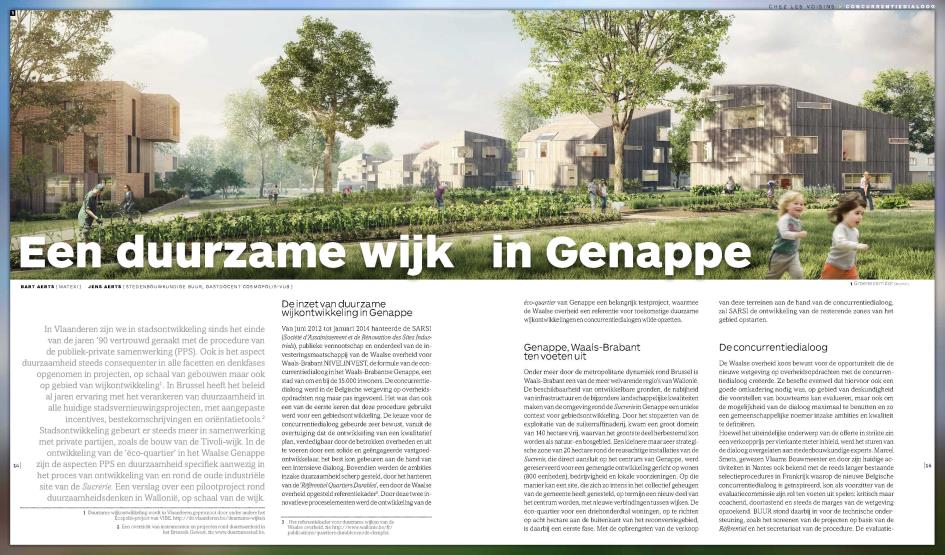 CHEZ LES VOISINS > CONCURRENTIEDIALOOG
Een duurzame wijk in Genappe
BART AERTS [MATEXI] JENS AERTS [STEDENBOUWKUNDIGE BUUR, GASTDOCENT COSMOPOLIS-VUB]
In Vlaanderen zijn we in stadsontwikkeling sinds het einde
van de jaren '90 vertrouwd geraakt met de procedure van
de publiek-private samenwerking (PPS). Ook is het aspect
duurzaamheid steeds consequenter in alle facetten en denkfases
opgenomen in projecten, op schaal van gebouwen maar ook
op gebied van wijkontwikkeling¹. In Brussel heeft het beleid
al jaren ervaring met het verankeren van duurzaamheid in
alle huidige stadsvernieuwingsprojecten, met aangepaste
incentives, bestekomschrijvingen en oriëntatietools.²
Stadsontwikkeling gebeurt er steeds meer in samenwerking
met private partijen, zoals de bouw van de Tivoli-wijk. In de
ontwikkeling van de 'éco-quartier' in het Waalse Genappe
zijn de aspecten PPS en duurzaamheid specifiek aanwezig in
het proces van ontwikkeling van en rond de oude industriële
site van de Sucrerie. Een verslag over een pilootproject rond
duurzaamheidsdenken in Wallonië, op schaal van de wijk.
1 Duurzame wijkontwikkeling wordt in Vlaanderen gepromoot door onder andere het
Ecopolis-project van VIBE.
2 Een overzicht van instrumenten en projecten rond duurzaamheid in
het Brussels Gewest, zie
14
De inzet van duurzame
wijkontwikkeling in Genappe
Van juni 2012 tot januari 2014 hanteerde de SARSI
(Société d'Assainissement et de Rénovation des Sites Indus-
triels), publieke vennootschap en onderdeel van de in-
vesteringsmaatschappij van de Waalse overheid voor
Waals-Brabant NIVELINVEST, de formule van de con-
currentiedialoog in het Waals-Brabantse Genappe, een
stad van om en bij de 15.000 inwoners. De concurrentie-
dialoog werd in de Belgische wetgeving op overheids-
opdrachten nog maar pas ingevoerd. Het was dan ook
een van de eerste keren dat deze procedure gebruikt
werd voor een gebiedsontwikkeling. De keuze voor de
concurrentiedialoog gebeurde zeer bewust, vanuit de
overtuiging dat de ontwikkeling van een kwalitatief
plan, verdedigbaar door de betrokken overheden en uit
te voeren door een solide en geëngageerde vastgoed-
ontwikkelaar, het best kon gebeuren aan de hand van
een intensieve dialoog. Bovendien werden de ambities
inzake duurzaamheid scherp gesteld, door het hanteren
van de 'Référentiel Quartiers Durables', een door de Waalse
overheid opgesteld referentiekader³. Door deze twee in-
novatieve proceselementen werd de ontwikkeling van de
3 Het referentiekader voor duurzame wijken van de
Waalse overheid, zie
éco-quartier van Genappe een belangrijk testproject, waarmee
de Waalse overheid een referentie voor toekomstige duurzame
wijkontwikkelingen en concurrentiedialogen wilde opzetten.
Genappe, Waals-Brabant
ten voeten uit
Onder meer door de metropolitane dynamiek rond Brussel is
Waals-Brabant een van de meer welvarende regio's van Wallonië.
De beschikbaarheid van ontwikkelbare gronden, de nabijheid
van infrastructuur en de bijzondere landschappelijke kwaliteiten
maken van de omgeving rond de Sucrerie in Genappe een unieke
context voor gebiedsontwikkeling. Door het stopzetten van de
exploitatie van de suikerraffinaderij, kwam een groot domein
van 140 hectare vrij, waarvan het grootste deel herbestemd kon
worden als natuur- en bosgebied. Een kleinere maar zeer strategi-
sche zone van 20 hectare rond de reusachtige installaties van de
Sucrerie, die direct aansluit op het centrum van Genappe, werd
gereserveerd voor een gemengde ontwikkeling gericht op wonen
(800 eenheden), bedrijvigheid en lokale voorzieningen. Op die
manier kan een site, die zich zo intens in het collectief geheugen
van de gemeente heeft genesteld, op termijn een nieuw deel van
het centrum worden, met nieuwe verbindingen tussen wijken. De
éco-quartier voor een driehonderdtal woningen, op te richten
op acht hectare aan de buitenkant van het reconversiegebied,
is daarbij een eerste fase. Met de opbrengsten van de verkoop
1 Groene ruimte
van deze terreinen aan de hand van de concurrentiedialoog,
zal SARSI de ontwikkeling van de resterende zones van het
gebied opstarten.
De concurrentiedialoog
De Waalse overheid koos bewust voor de opportuniteit die de
nieuwe wetgeving op overheidsopdrachten met de concurren-
tiedialoog creëerde. Ze besefte evenwel dat hiervoor ook een
goede omkadering nodig was, op gebied van deskundigheid
die voorstellen van bouwteams kan evalueren, maar ook om
de mogelijkheid van de dialoog maximaal te benutten en zo
een gemeenschappelijke noemer inzake ambities en kwaliteit
te definiëren.
Hoewel het uiteindelijke onderwerp van de offerte in strikte zin
een verkoopprijs per vierkante meter inhield, werd het sturen van
de dialoog overgelaten aan stedenbouwkundige experts. Marcel
Smets, gewezen Vlaams Bouwmeester en door zijn huidige ac-
tiviteiten in Nantes ook bekend met de reeds langer bestaande
selectieprocedures in Frankrijk waarop de nieuwe Belgische
concurrentiedialoog is geïnspireerd, kon als voorzitter van de
evaluatiecommissie zijn rol ten voeten uit spelen: kritisch maar
coachend, doortastend en steeds de marges van de wetgeving
opzoekend. BUUR stond daarbij in voor de technische onder-
steuning, zoals het screenen van de projecten op basis van de
Référentiel en het secretariaat van de procedure. De evaluatie-